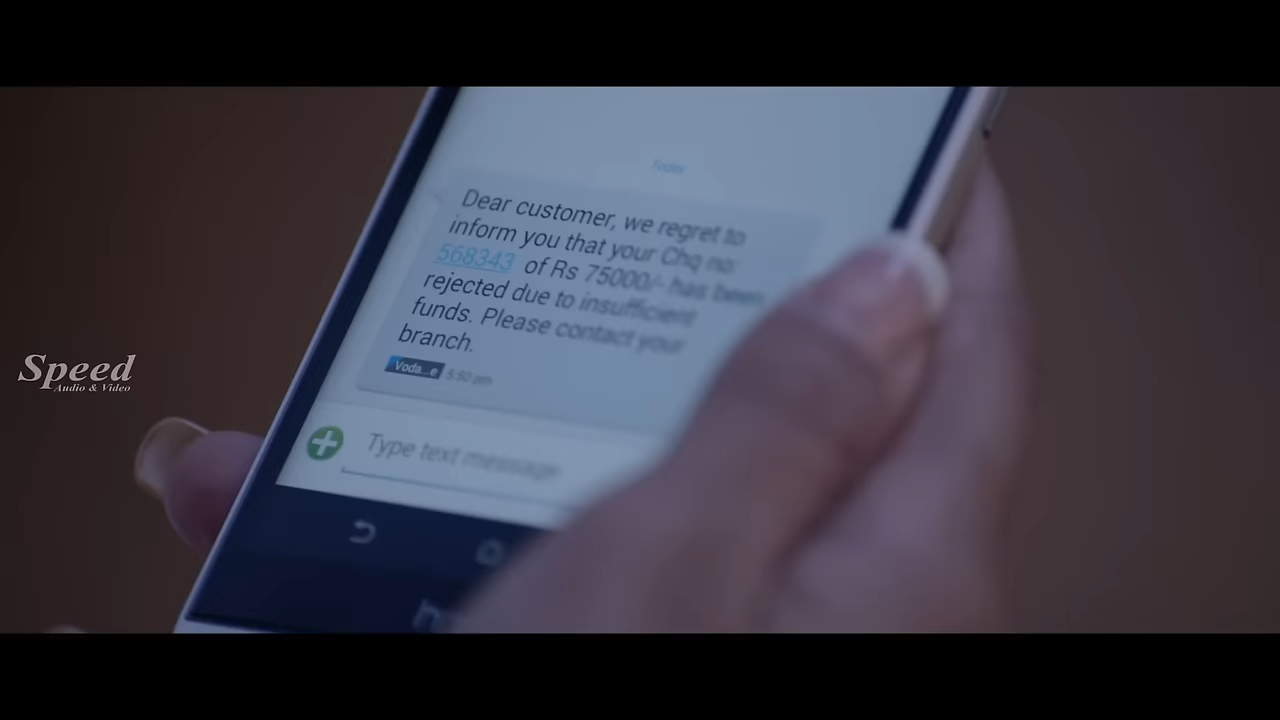 Today
Dear customer, we regret to
inform you that your Chq no:
568343 of Rs 75000/- has been
rejected due to insufficient
funds. Please contact your
branch.
Voda...e 5:50 pm
Type text message
Speed
Audio & Video